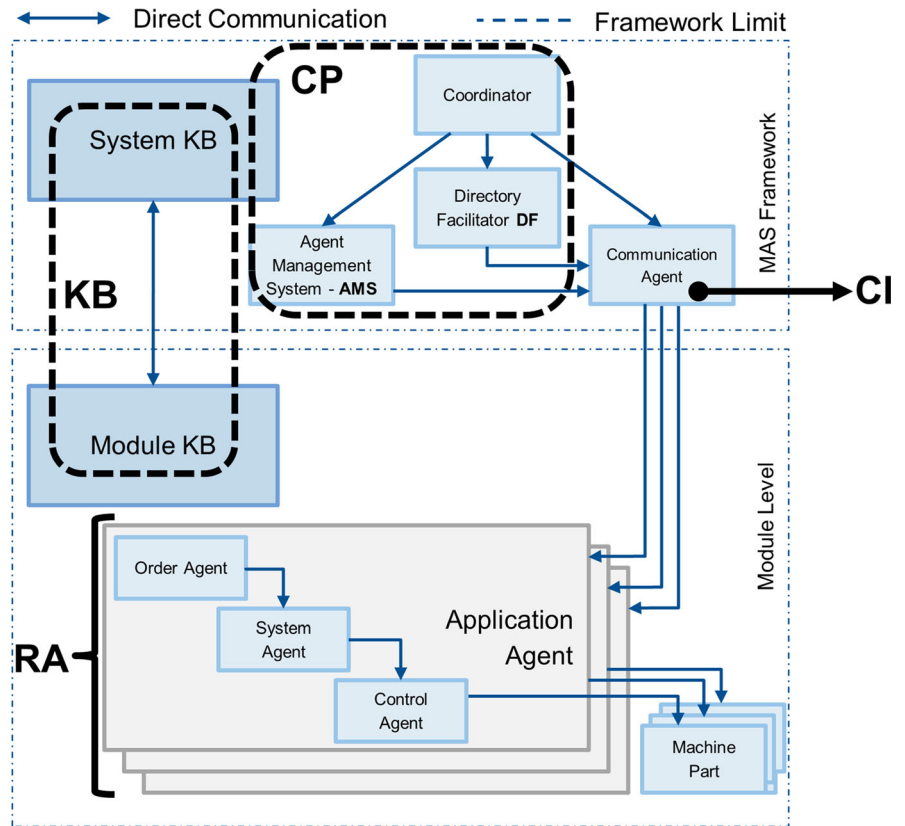 Direct Communication
Framework Limit
CP
Coordinator
System KB
MAS Framework
Directory
Facilitator DF
Agent
Management
System - AMS
Communication
Agent
KB
CI
Module KB
Module Level
Order Agent
System
Agent
Application
Agent
RA
Control
Agent
Machine
Part